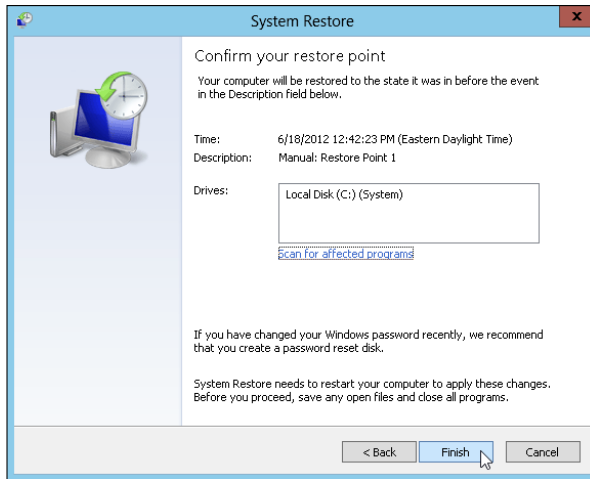 System Restore
x
Confirm your restore point
Your computer will be restored to the state it was in before the event
in the Description field below.
Time: 6/18/2012 12:42:23 PM (Eastern Daylight Time)
Description: Manual: Restore Point 1
Drives: Local Disk (C:) (System)
Scan for affected programs
If you have changed your Windows password recently, we recommend
that you create a password reset disk.
System Restore needs to restart your computer to apply these changes.
Before you proceed, save any open files and close all programs.
< Back Finish Cancel